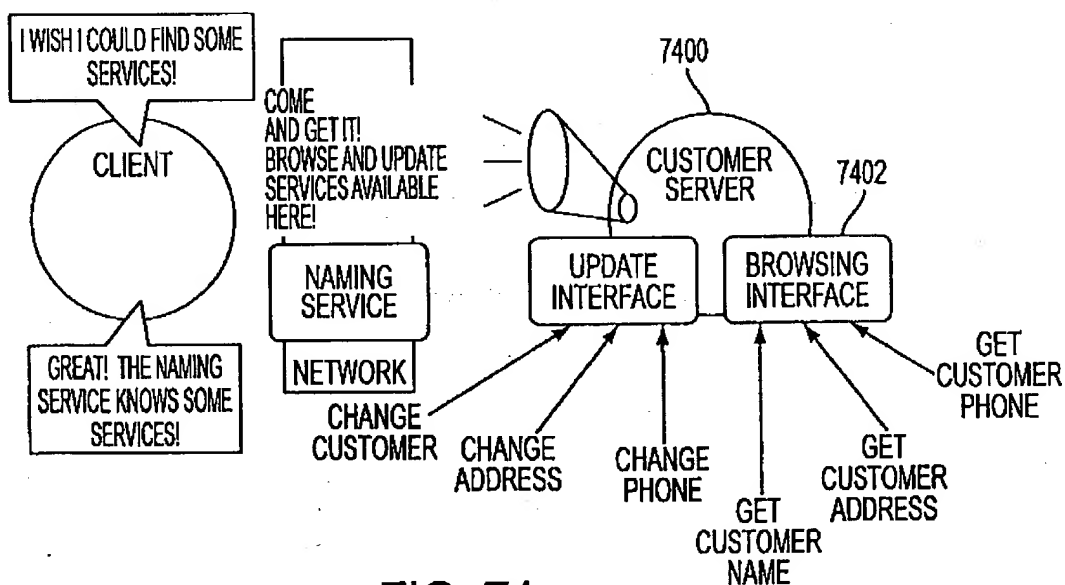 I WISH I COULD FIND SOME
SERVICES!
CLIENT
GREAT! THE NAMING
SERVICE KNOWS SOME
SERVICES!
COME
AND GET IT!
BROWSE AND UPDATE
SERVICES AVAILABLE
HERE!
NAMING
SERVICE
NETWORK
7400
CUSTOMER
SERVER
7402
UPDATE
INTERFACE
BROWSING
INTERFACE
CHANGE
CUSTOMER
CHANGE
ADDRESS
CHANGE
PHONE
GET
CUSTOMER
NAME
GET
CUSTOMER
ADDRESS
GET
CUSTOMER
PHONE